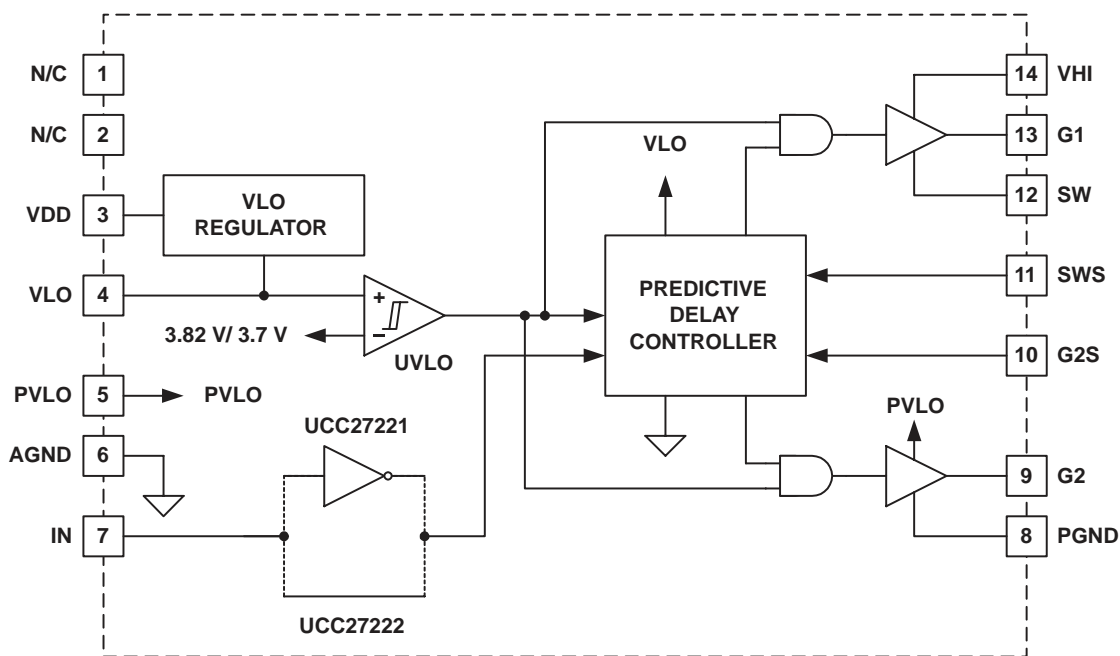 N/C 1
N/C 2
VDD 3
VLO
REGULATOR
VLO 4
+
–
3.82 V/ 3.7 V
UVLO
PVLO 5 PVLO
AGND 6
UCC27221
IN 7
UCC27222
VLO
PREDICTIVE
DELAY
CONTROLLER
PVLO
14 VHI
13 G1
12 SW
11 SWS
10 G2S
9 G2
8 PGND